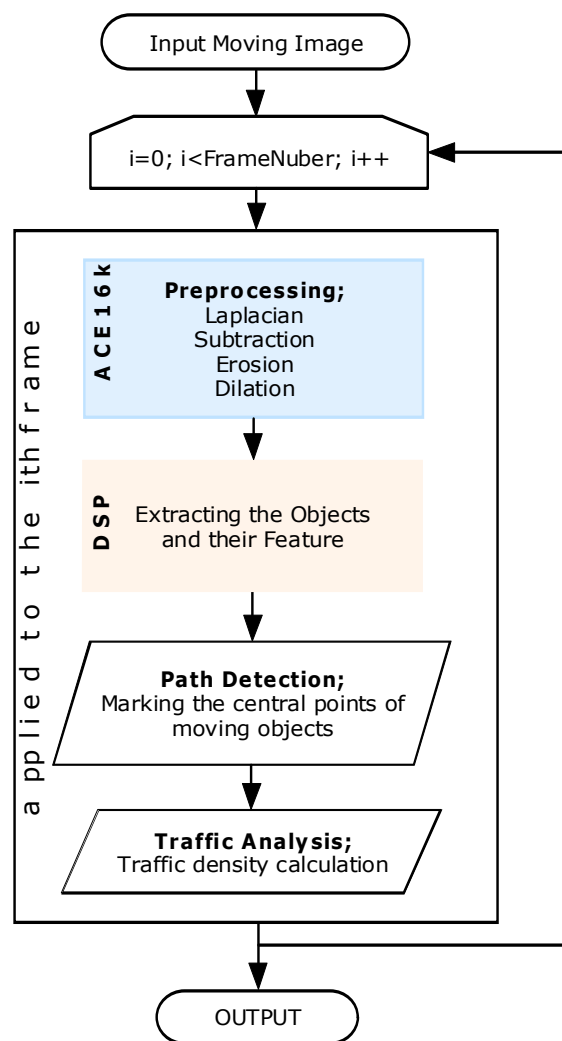 Input Moving Image
i=0; i<FrameNuber; i++
applied to the ithframe
ACE16k
Preprocessing;
Laplacian
Subtraction
Erosion
Dilation
DSP
Extracting the Objects
and their Feature
Path Detection;
Marking the central points of
moving objects
Traffic Analysis;
Traffic density calculation
OUTPUT